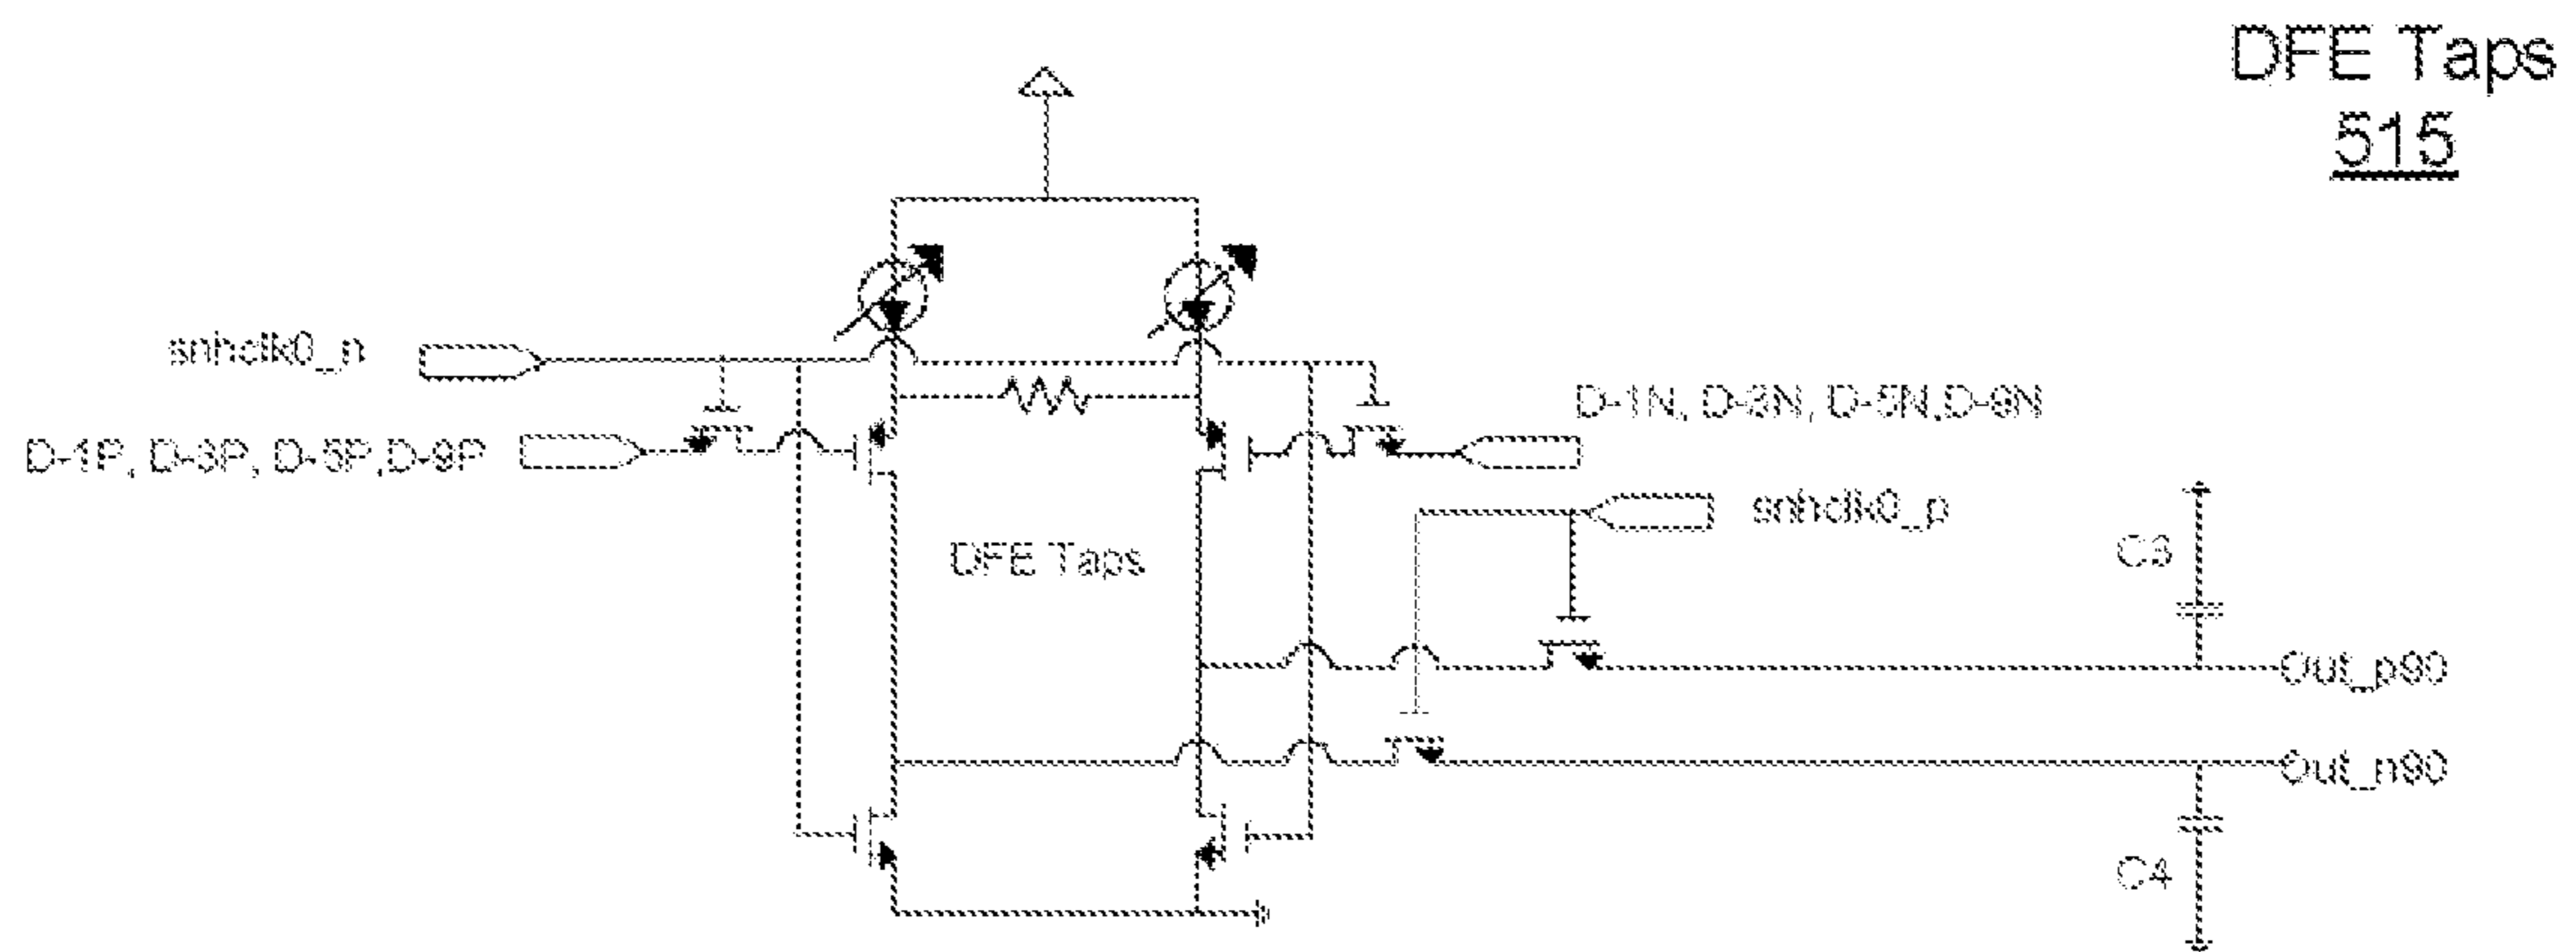 DFE Taps
515
snhclk0_n
D-1N, D-3N, D-5N,D-9N
D-1P, D-3P, D-5P,D-9P
snhclk0_p
C3
DFE Taps
Out_p90
Out_n90
C4